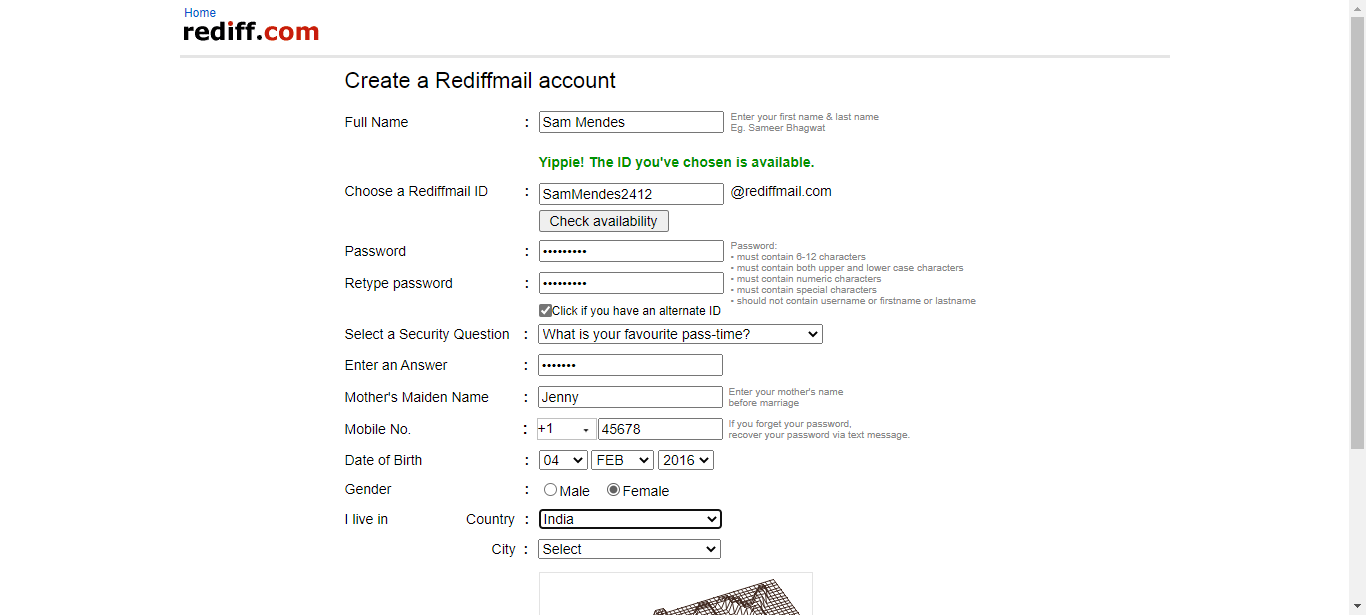 Home
rediff.com
Create a Rediffmail account
Full Name : Sam Mendes Enter your first name & last name
Eg. Sameer Bhagwat
Yippie! The ID you've chosen is available.
Choose a Rediffmail ID : SamMendes2412 @rediffmail.com
Check availability
Password : ••••••••• Password:
• must contain 6-12 characters
• must contain both upper and lower case characters
• must contain numeric characters
• must contain special characters
• should not contain username or firstname or lastname
Retype password : •••••••••
Click if you have an alternate ID
Select a Security Question : What is your favourite pass-time?
Enter an Answer : •••••••
Mother's Maiden Name : Jenny Enter your mother's name
before marriage
Mobile No. : +1 45678 If you forget your password,
recover your password via text message.
Date of Birth : 04 FEB 2016
Gender : Male Female
I live in Country : India
City : Select